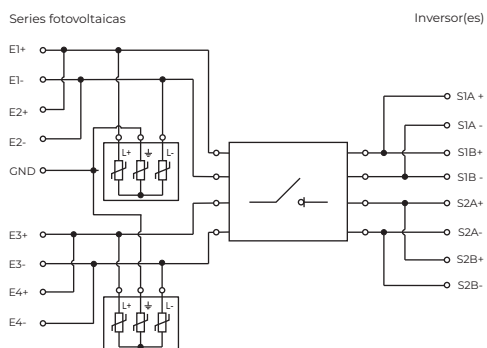 Series fotovoltaicas
Inversor(es)
E1+
E1-
E2+
E2-
GND
E3+
E3-
E4+
E4-
L+
L-
L+
L-
S1A +
S1A -
S1B+
S1B -
S2A+
S2A-
S2B+
S2B-